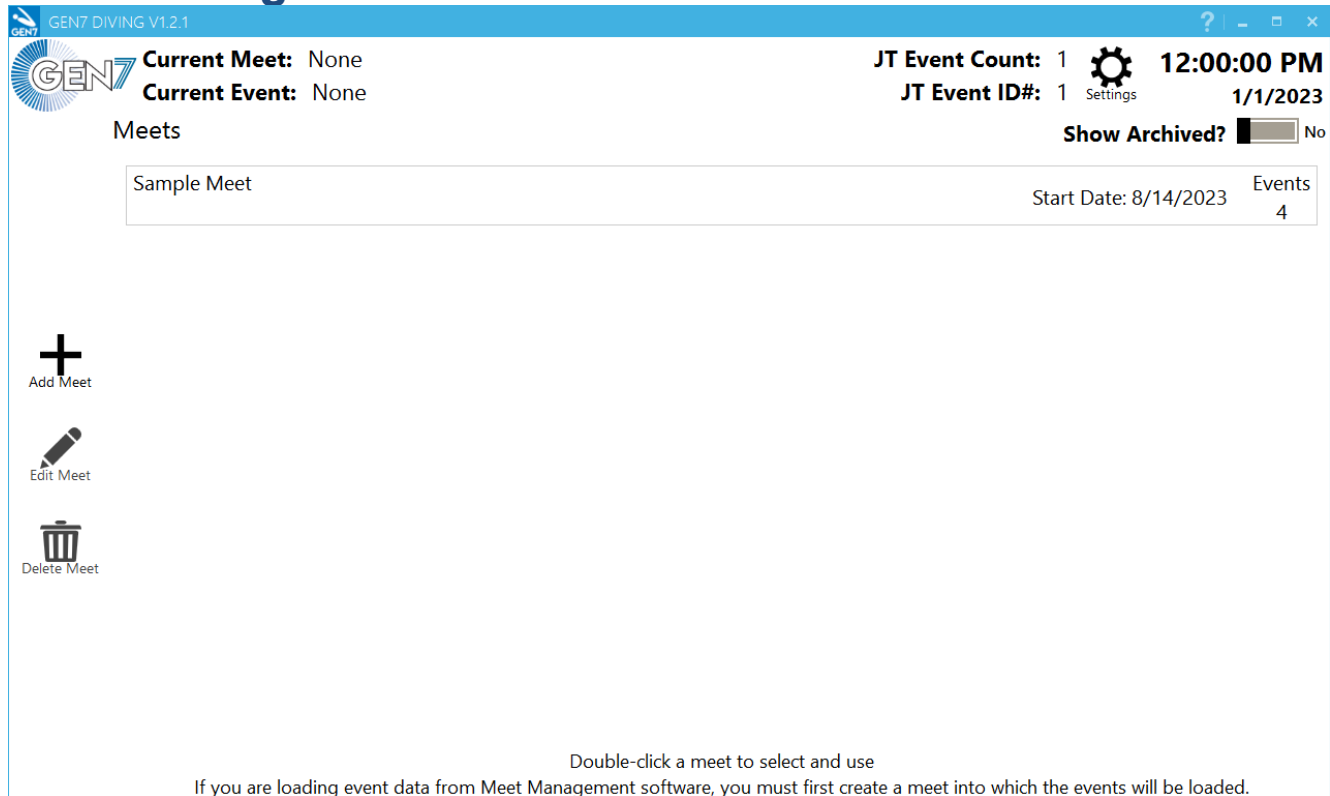 GEN7 DIVING V1.2.1
GEN7
GEN7
Current Meet: None
JT Event Count: 1
12:00:00 PM
Current Event: None
JT Event ID#: 1
Settings
1/1/2023
Meets
Show Archived? No
Sample Meet
Start Date: 8/14/2023
Events
4
Add Meet
Edit Meet
Delete Meet
Double-click a meet to select and use
If you are loading event data from Meet Management software, you must first create a meet into which the events will be loaded.